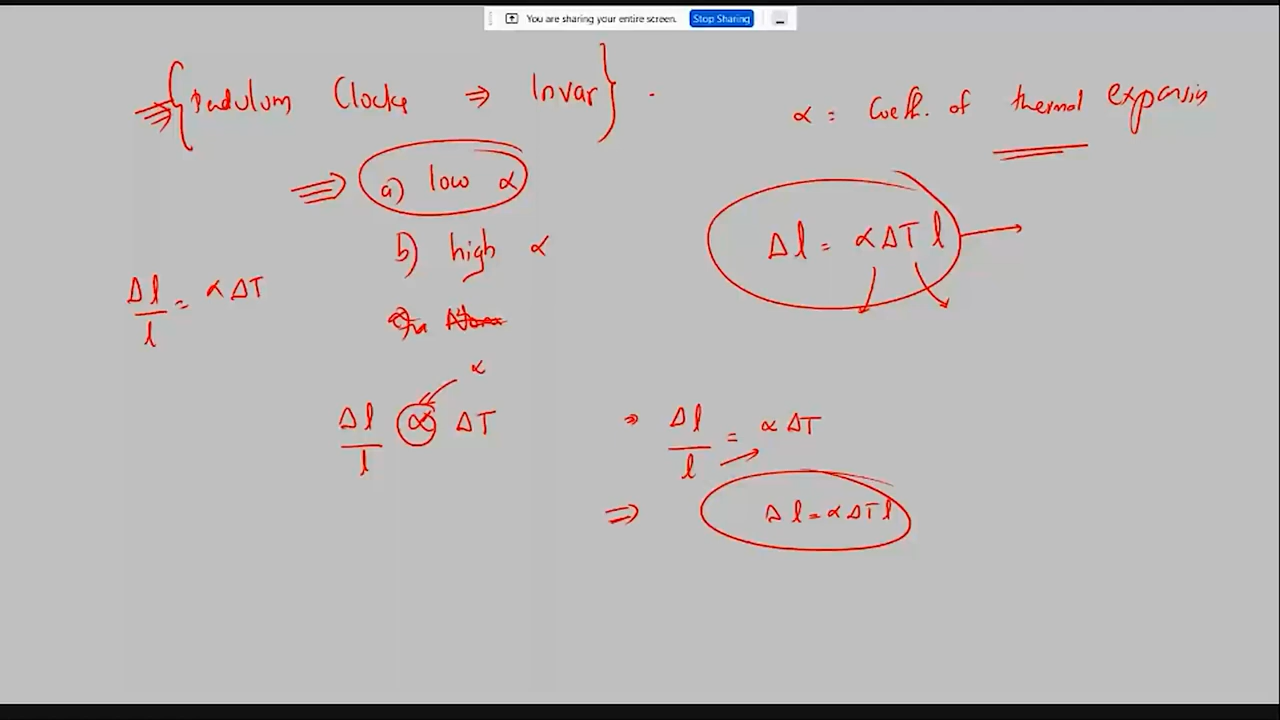 You are sharing your entire screen. Stop Sharing
⇒ { Pendulum Clocks ⇒ Invar } .
α = Coeff. of thermal expansion
⇒ a) low α
Δl = αΔT l
b) high α
Δl/l = αΔT
α
Δl/l α ΔT
⇒ Δl/l = αΔT
⇒ Δl = αΔTl